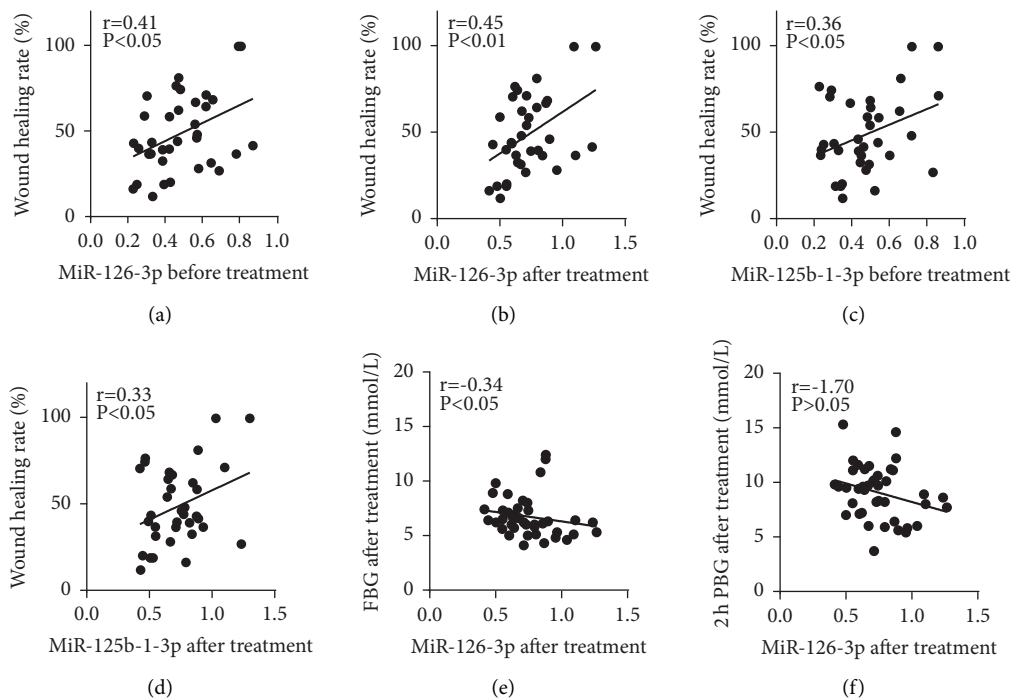 r=0.41
P<0.05
Wound healing rate (%)
100
50
0
0.0 0.2 0.4 0.6 0.8 1.0
MiR-126-3p before treatment
(a)
r=0.45
P<0.01
Wound healing rate (%)
100
50
0
0.0 0.5 1.0 1.5
MiR-126-3p after treatment
(b)
r=0.36
P<0.05
Wound healing rate (%)
100
50
0
0.0 0.2 0.4 0.6 0.8 1.0
MiR-125b-1-3p before treatment
(c)
r=0.33
P<0.05
Wound healing rate (%)
100
50
0
0.0 0.5 1.0 1.5
MiR-125b-1-3p after treatment
(d)
r=-0.34
P<0.05
FBG after treatment (mmol/L)
20
15
10
5
0
0.0 0.5 1.0 1.5
MiR-126-3p after treatment
(e)
r=-1.70
P>0.05
2 h PBG after treatment (mmol/L)
20
15
10
5
0
0.0 0.5 1.0 1.5
MiR-126-3p after treatment
(f)